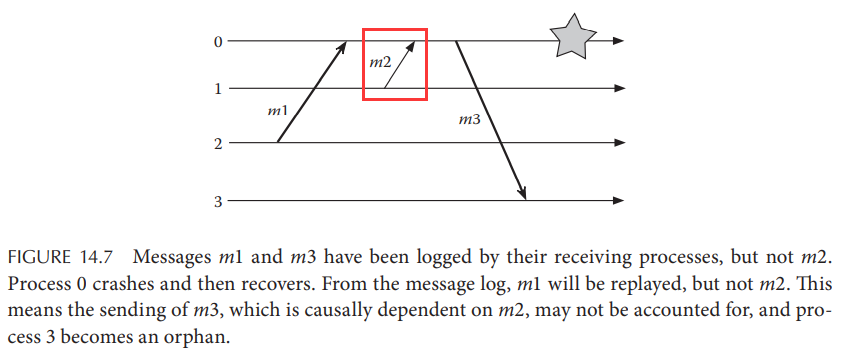 0
m2
1
m1
m3
2
3
FIGURE 14.7 Messages m1 and m3 have been logged by their receiving processes, but not m2.
Process 0 crashes and then recovers. From the message log, m1 will be replayed, but not m2. This
means the sending of m3, which is causally dependent on m2, may not be accounted for, and pro-
cess 3 becomes an orphan.